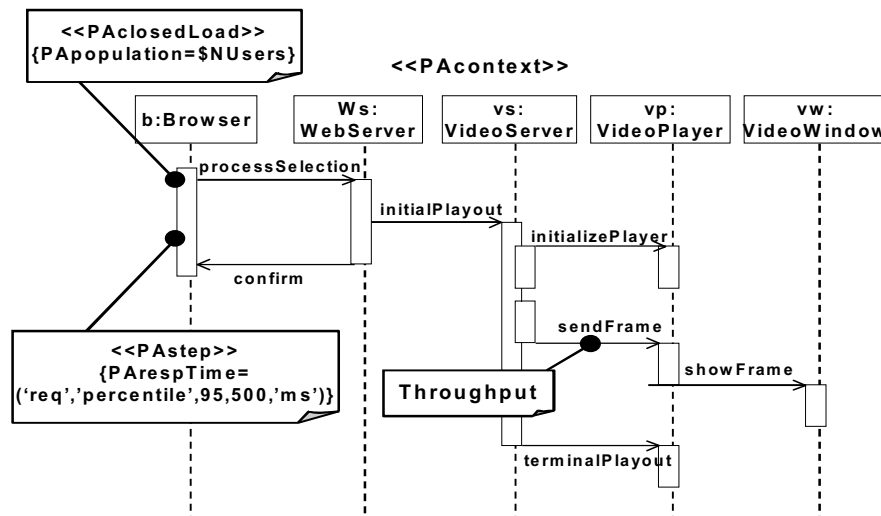 <<PAclosedLoad>>
{PApopulation=$NUsers}
<<PAcontext>>
b:Browser
Ws:
WebServer
vs:
VideoServer
vp:
VideoPlayer
vw:
VideoWindow
processSelection
initialPlayout
initializePlayer
confirm
sendFrame
<<PAstep>>
{PArespTime=
(‘req’,’percentile’,95,500,’ms’)}
Throughput
showFrame
terminalPlayout